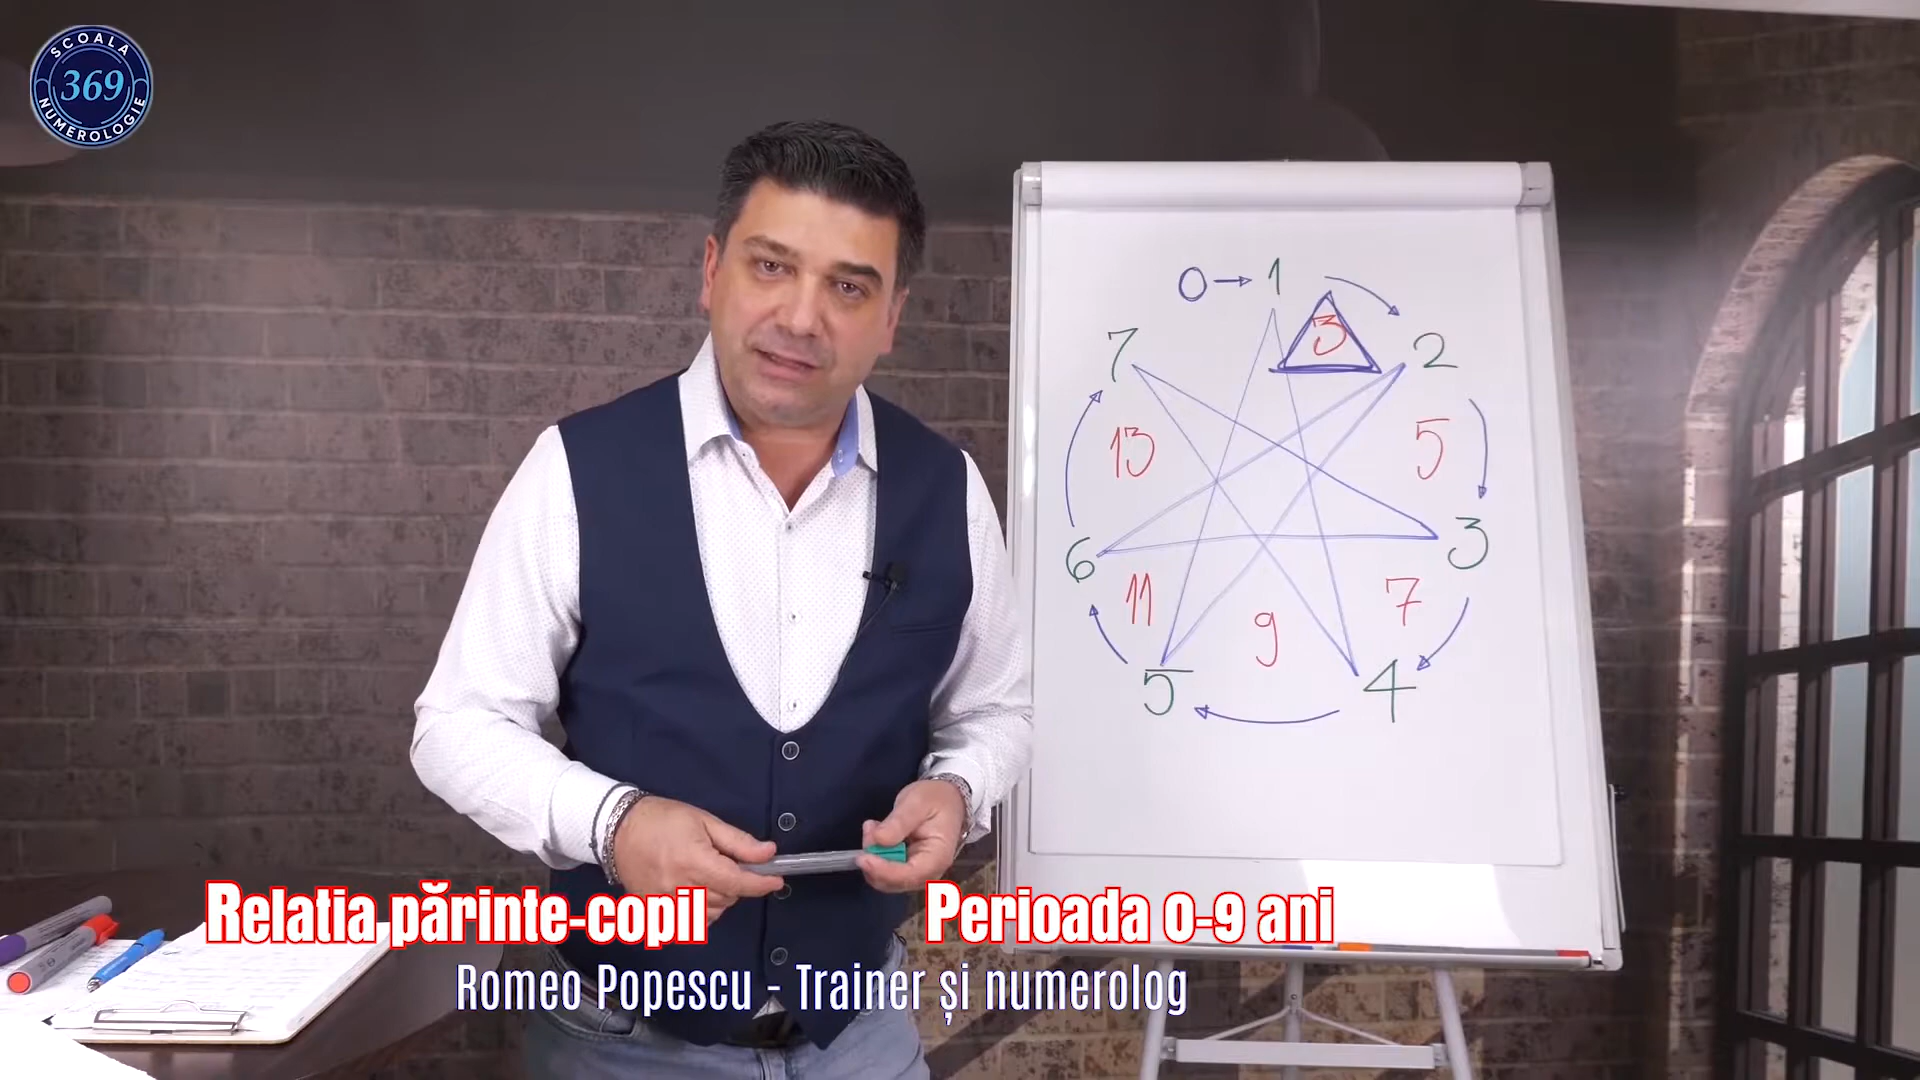 SCOALA
369
NUMEROLOGIE
0 → 1
3
7
2
13
5
6
3
11
9
7
5
4
Relatia părinte-copil
Perioada 0-9 ani
Romeo Popescu - Trainer și numerolog